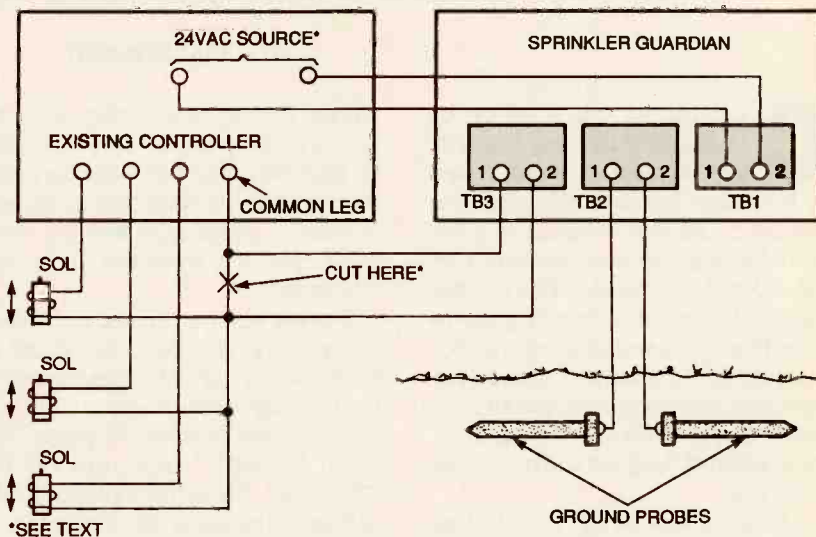 24VAC SOURCE*
SPRINKLER GUARDIAN
EXISTING CONTROLLER
1 2
TB3
1 2
TB2
1 2
TB1
COMMON LEG
CUT HERE*
SOL
SOL
SOL
*SEE TEXT
GROUND PROBES